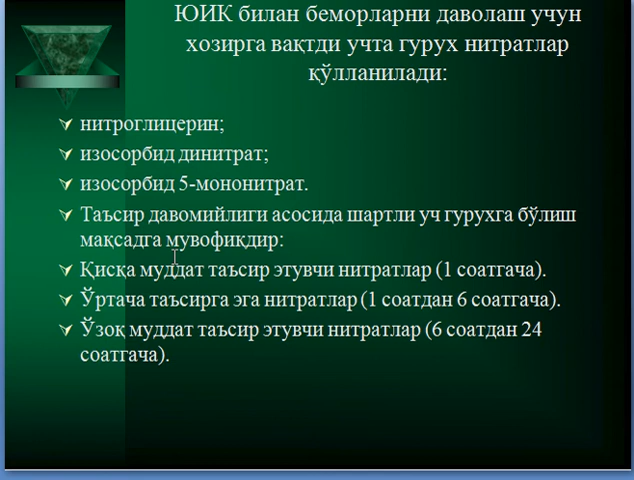 ЮИК билан беморларни даволаш учун
хозирга вақтди учта гурух нитратлар
қўлланилади:
нитроглицерин;
изосорбид динитрат;
изосорбид 5-мононитрат.
Таъсир давомийлиги асосида шартли уч гурухга бўлиш
мақсадга мувофиқдир:
Қисқа муддат таъсир этувчи нитратлар (1 соатгача).
Ўртача таъсирга эга нитратлар (1 соатдан 6 соатгача).
Ўзоқ муддат таъсир этувчи нитратлар (6 соатдан 24
соатгача).